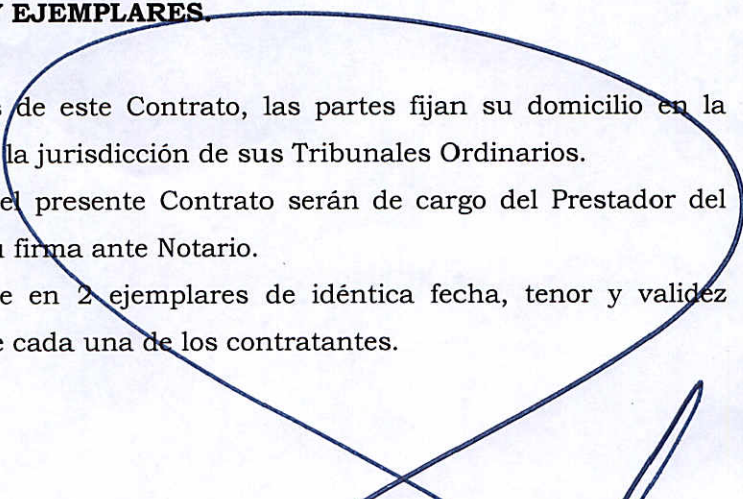 Y EJEMPLARES.
s de este Contrato, las partes fijan su domicilio en la
la jurisdicción de sus Tribunales Ordinarios.
el presente Contrato serán de cargo del Prestador del
u firma ante Notario.
e en 2 ejemplares de idéntica fecha, tenor y validez
e cada una de los contratantes.